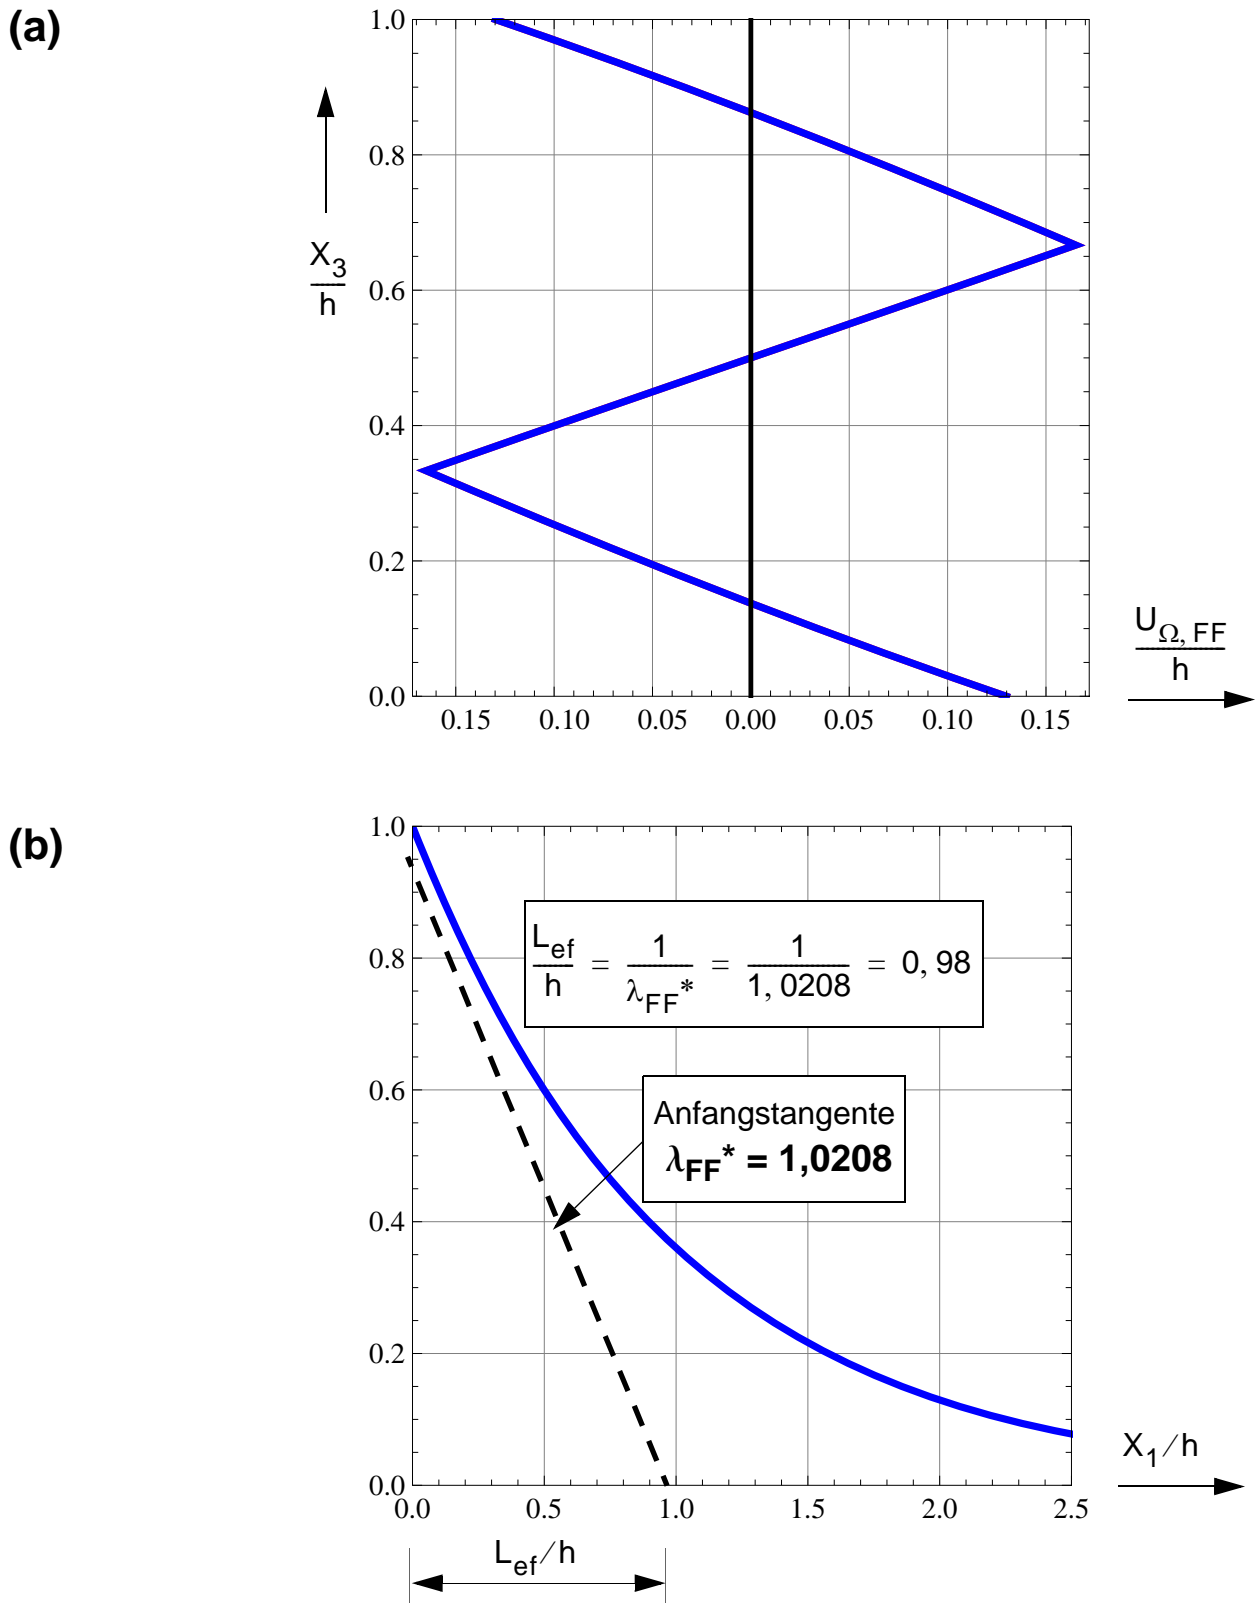 (a)
1.0
0.8
0.6
0.4
0.2
0.0
X3
h
0.15 0.10 0.05 0.00 0.05 0.10 0.15
UΩ, FF
h
(b)
1.0
0.8
0.6
0.4
0.2
0.0
Lef/h = 1/λFF* = 1/1,0208 = 0,98
Anfangstangente
λFF* = 1,0208
0.0 0.5 1.0 1.5 2.0 2.5
X1/h
Lef/h